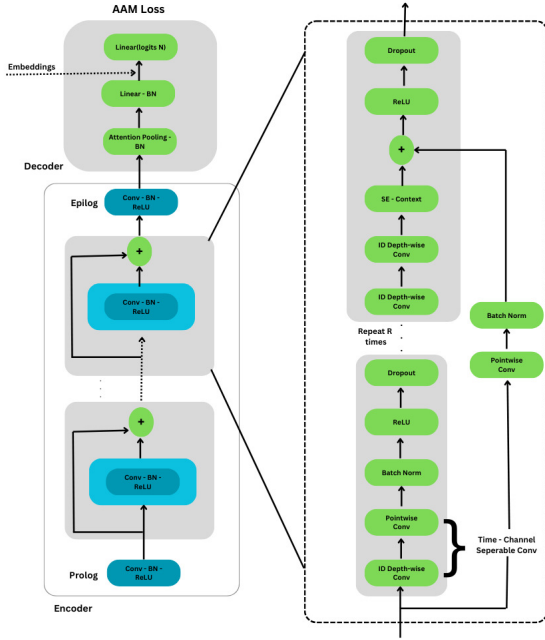 AAM Loss
Linear(logits N)
Embeddings
Linear - BN
Attention Pooling -
BN
Decoder
Epilog
Conv - BN -
ReLU
+
Conv - BN -
ReLU
+
Conv - BN -
ReLU
Prolog
Conv - BN -
ReLU
Encoder
Dropout
ReLU
+
SE - Context
ID Depth-wise
Conv
ID Depth-wise
Conv
Repeat R
times
Batch Norm
Pointwise
Conv
Dropout
ReLU
Batch Norm
Pointwise
Conv
ID Depth-wise
Conv
Time - Channel
Seperable Conv